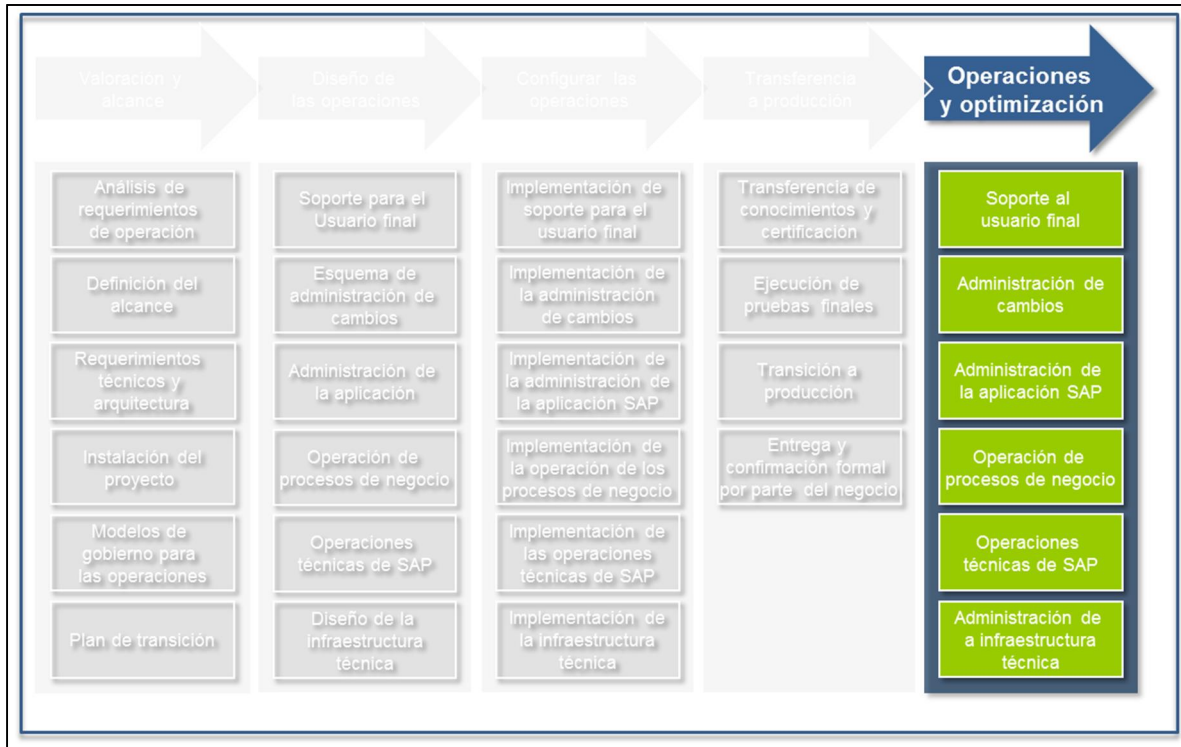 Valoración y
alcance
Diseño de
las operaciones
Configurar las
operaciones
Transferencia
a producción
Operaciones
y optimización
Análisis de
requerimientos
de operación
Definición del
alcance
Requerimientos
técnicos y
arquitectura
Instalación del
proyecto
Modelos de
gobierno para
las operaciones
Plan de transición
Soporte para el
Usuario final
Esquema de
administración de
cambios
Administración de
la aplicación
Operación de
procesos de negocio
Operaciones
técnicas de SAP
Diseño de la
infraestructura
técnica
Implementación de
soporte para el
usuario final
Implementación de
la administración
de cambios
Implementación de
la administración de
la aplicación SAP
Implementación de
la operación de los
procesos de negocio
Implementación de
las operaciones
técnicas de SAP
Implementación de
la infraestructura
técnica
Transferencia de
conocimientos y
certificación
Ejecución de
pruebas finales
Transición a
producción
Entrega y
confirmación formal
por parte del negocio
Soporte al
usuario final
Administración de
cambios
Administración de
la aplicación SAP
Operación de
procesos de negocio
Operaciones
técnicas de SAP
Administración de
a infraestructura
técnica